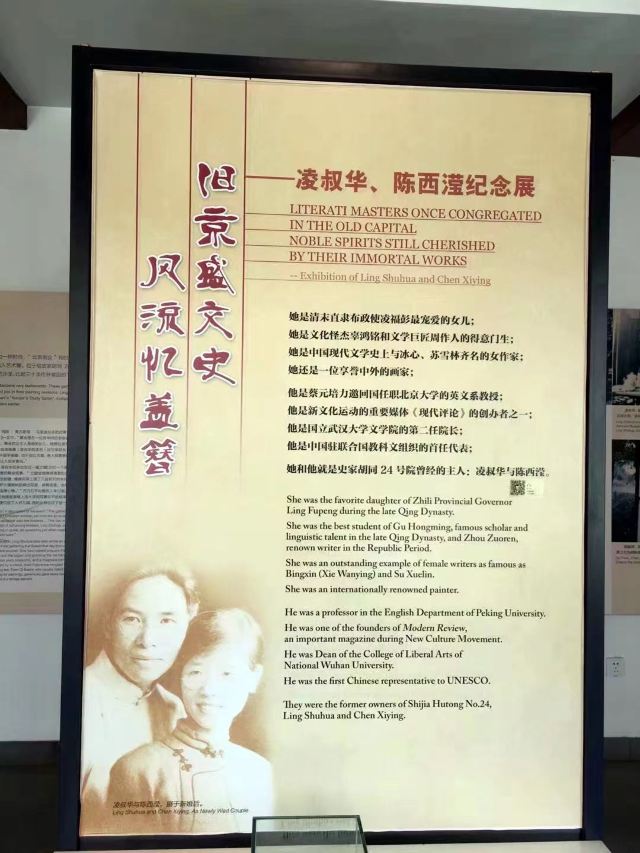 旧京盛文史
风流忆盖簪
——凌叔华、陈西滢纪念展
LITERATI MASTERS ONCE CONGREGATED
IN THE OLD CAPITAL
NOBLE SPIRITS STILL CHERISHED
BY THEIR IMMORTAL WORKS
-- Exhibition of Ling Shuhua and Chen Xiying
她是清末直隶布政使凌福彭最宠爱的女儿；
她是文化怪杰辜鸿铭和文学巨匠周作人的得意门生；
她是中国现代文学史上与冰心、苏雪林齐名的女作家；
她还是一位享誉中外的画家；
他是蔡元培力邀回国任职北京大学的英文系教授；
他是新文化运动的重要媒体《现代评论》的创办者之一；
他是国立武汉大学文学院的第二任院长；
他是中国驻联合国教科文组织的首任代表；
她和他就是史家胡同 24 号院曾经的主人：凌叔华与陈西滢。
She was the favorite daughter of Zhili Provincial Governor
Ling Fupeng during the late Qing Dynasty.
She was the best student of Gu Hongming, famous scholar and
linguistic talent in the late Qing Dynasty, and Zhou Zuoren,
renown writer in the Republic Period.
She was an outstanding example of female writers as famous as
Bingxin (Xie Wanying) and Su Xuelin.
She was an internationally renowned painter.
He was a professor in the English Department of Peking University.
He was one of the founders of Modern Review,
an important magazine during New Culture Movement.
He was Dean of the College of Liberal Arts of
National Wuhan University.
He was the first Chinese representative to UNESCO.
They were the former owners of Shijia Hutong No.24,
Ling Shuhua and Chen Xiying.
凌叔华与陈西滢，摄于新婚后。
Ling Shuhua and Chen Xiying, As Newly Wed Couple